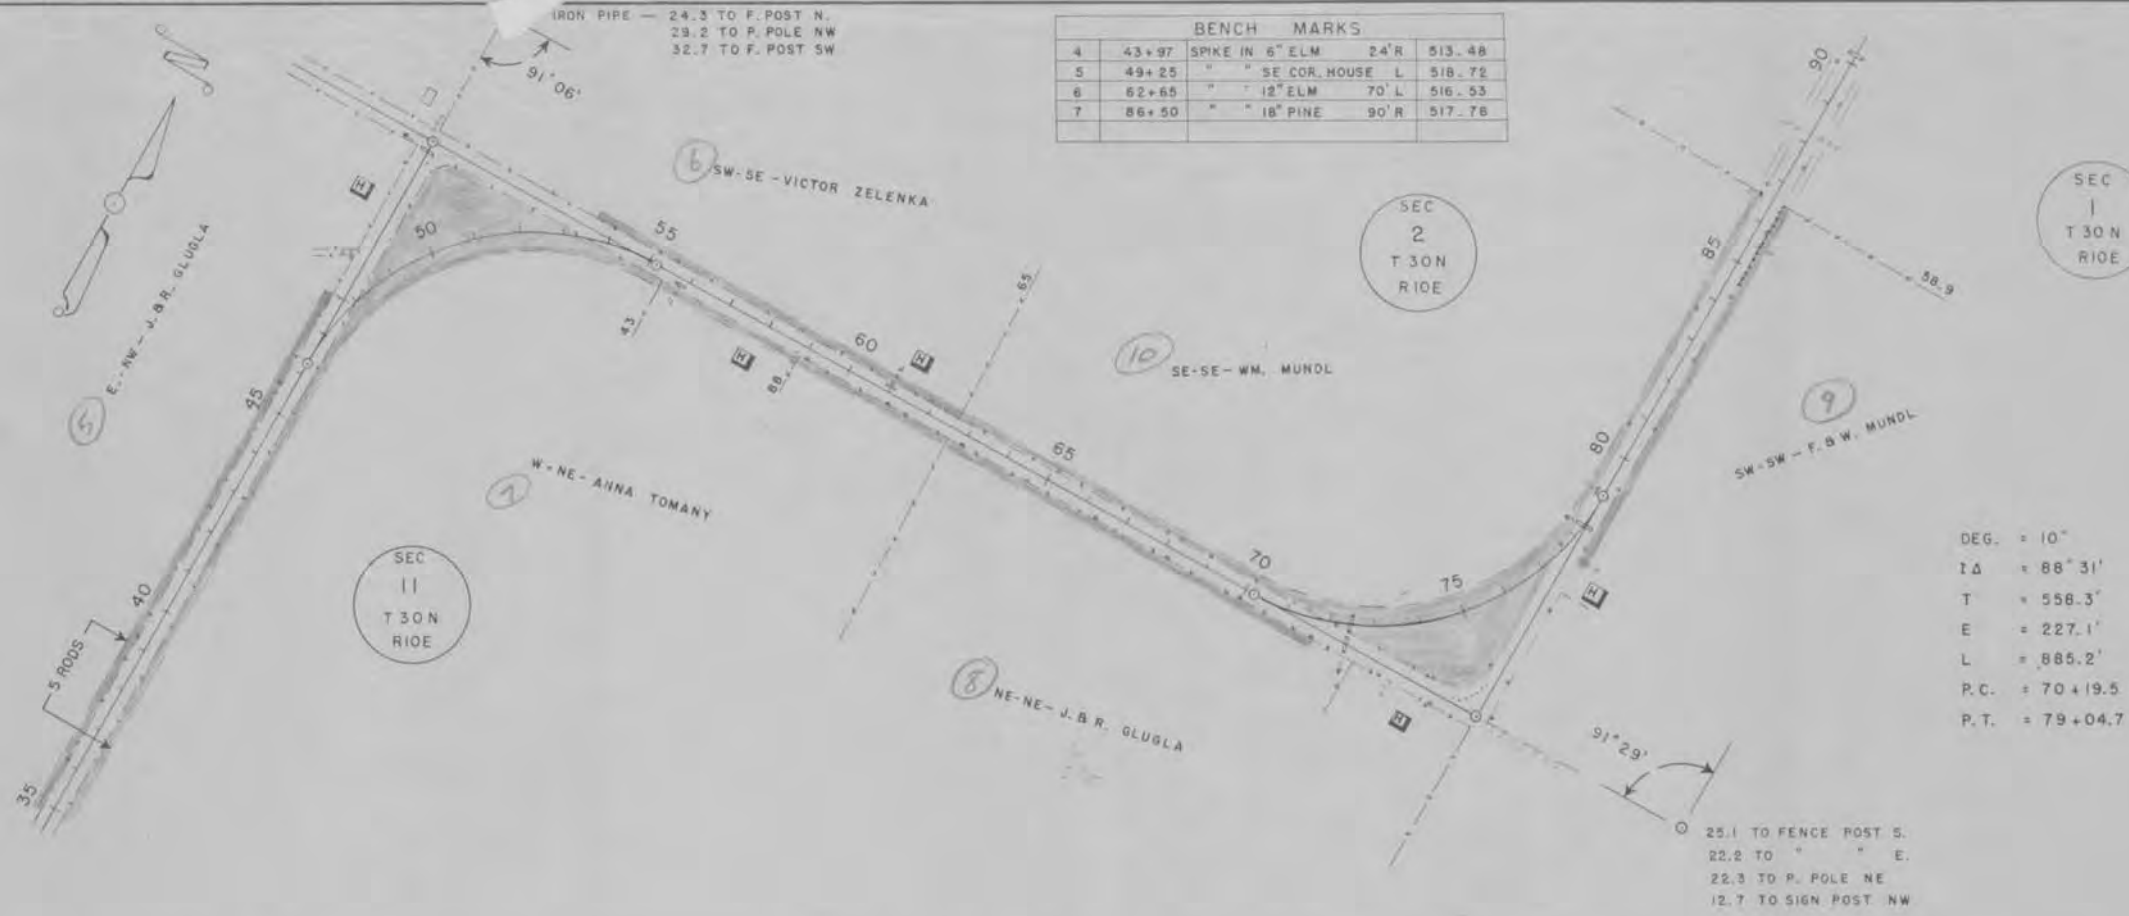 IRON PIPE — 24.3 TO F. POST N.
29.2 TO P. POLE NW
32.7 TO F. POST SW
91°06'
BENCH MARKS
4 43+97 SPIKE IN 6" ELM 24'R 513.48
5 49+25 " " SE COR. HOUSE L 518.72
6 62+65 " " 12" ELM 70' L 516.53
7 86+50 " " 18" PINE 90'R 517.78
90
SEC
1
T 30 N
R10E
6 SW-SE-VICTOR ZELENKA
SEC
2
T 30N
R10E
H
50
55
85
58.9
5 E.-NW-J.&R. GLUGLA
43
65
60
H
H
88
10 SE-SE-WM. MUNDL
9 SW-SW-F.&W. MUNDL
45
80
65
7 W-NE-ANNA TOMANY
SEC
11
T 30N
R10E
70
75
H
40
5 RODS
8 NE-NE-J.&R. GLUGLA
H
35
DEG. = 10°
I Δ = 88°31'
T = 558.3'
E = 227.1'
L = 885.2'
P.C. = 70+19.5
P.T. = 79+04.7
91°29'
25.1 TO FENCE POST S.
22.2 TO " " E.
22.3 TO P. POLE NE
12.7 TO SIGN POST NW